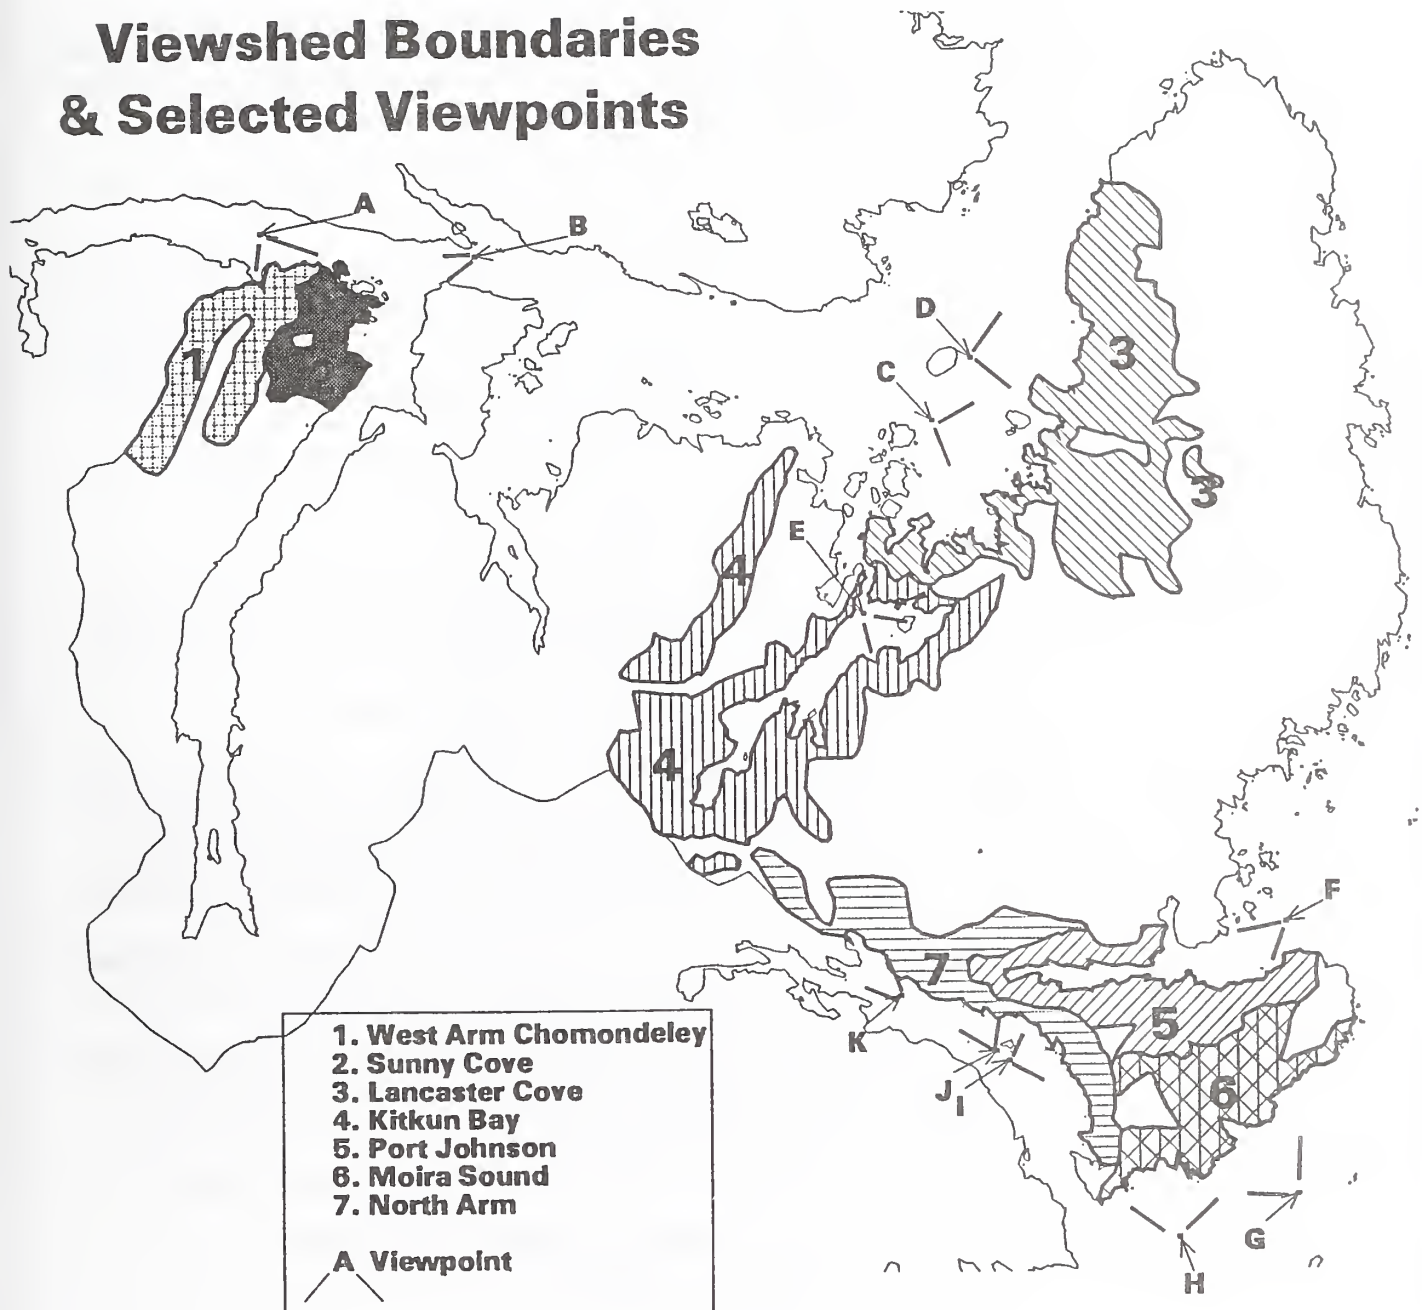 Viewshed Boundaries
& Selected Viewpoints
A
B
D
C
1
2
3
3
E
4
4
F
7
K
5
J
I
6
G
H
1. West Arm Chomondeley
2. Sunny Cove
3. Lancaster Cove
4. Kitkun Bay
5. Port Johnson
6. Moira Sound
7. North Arm
A Viewpoint